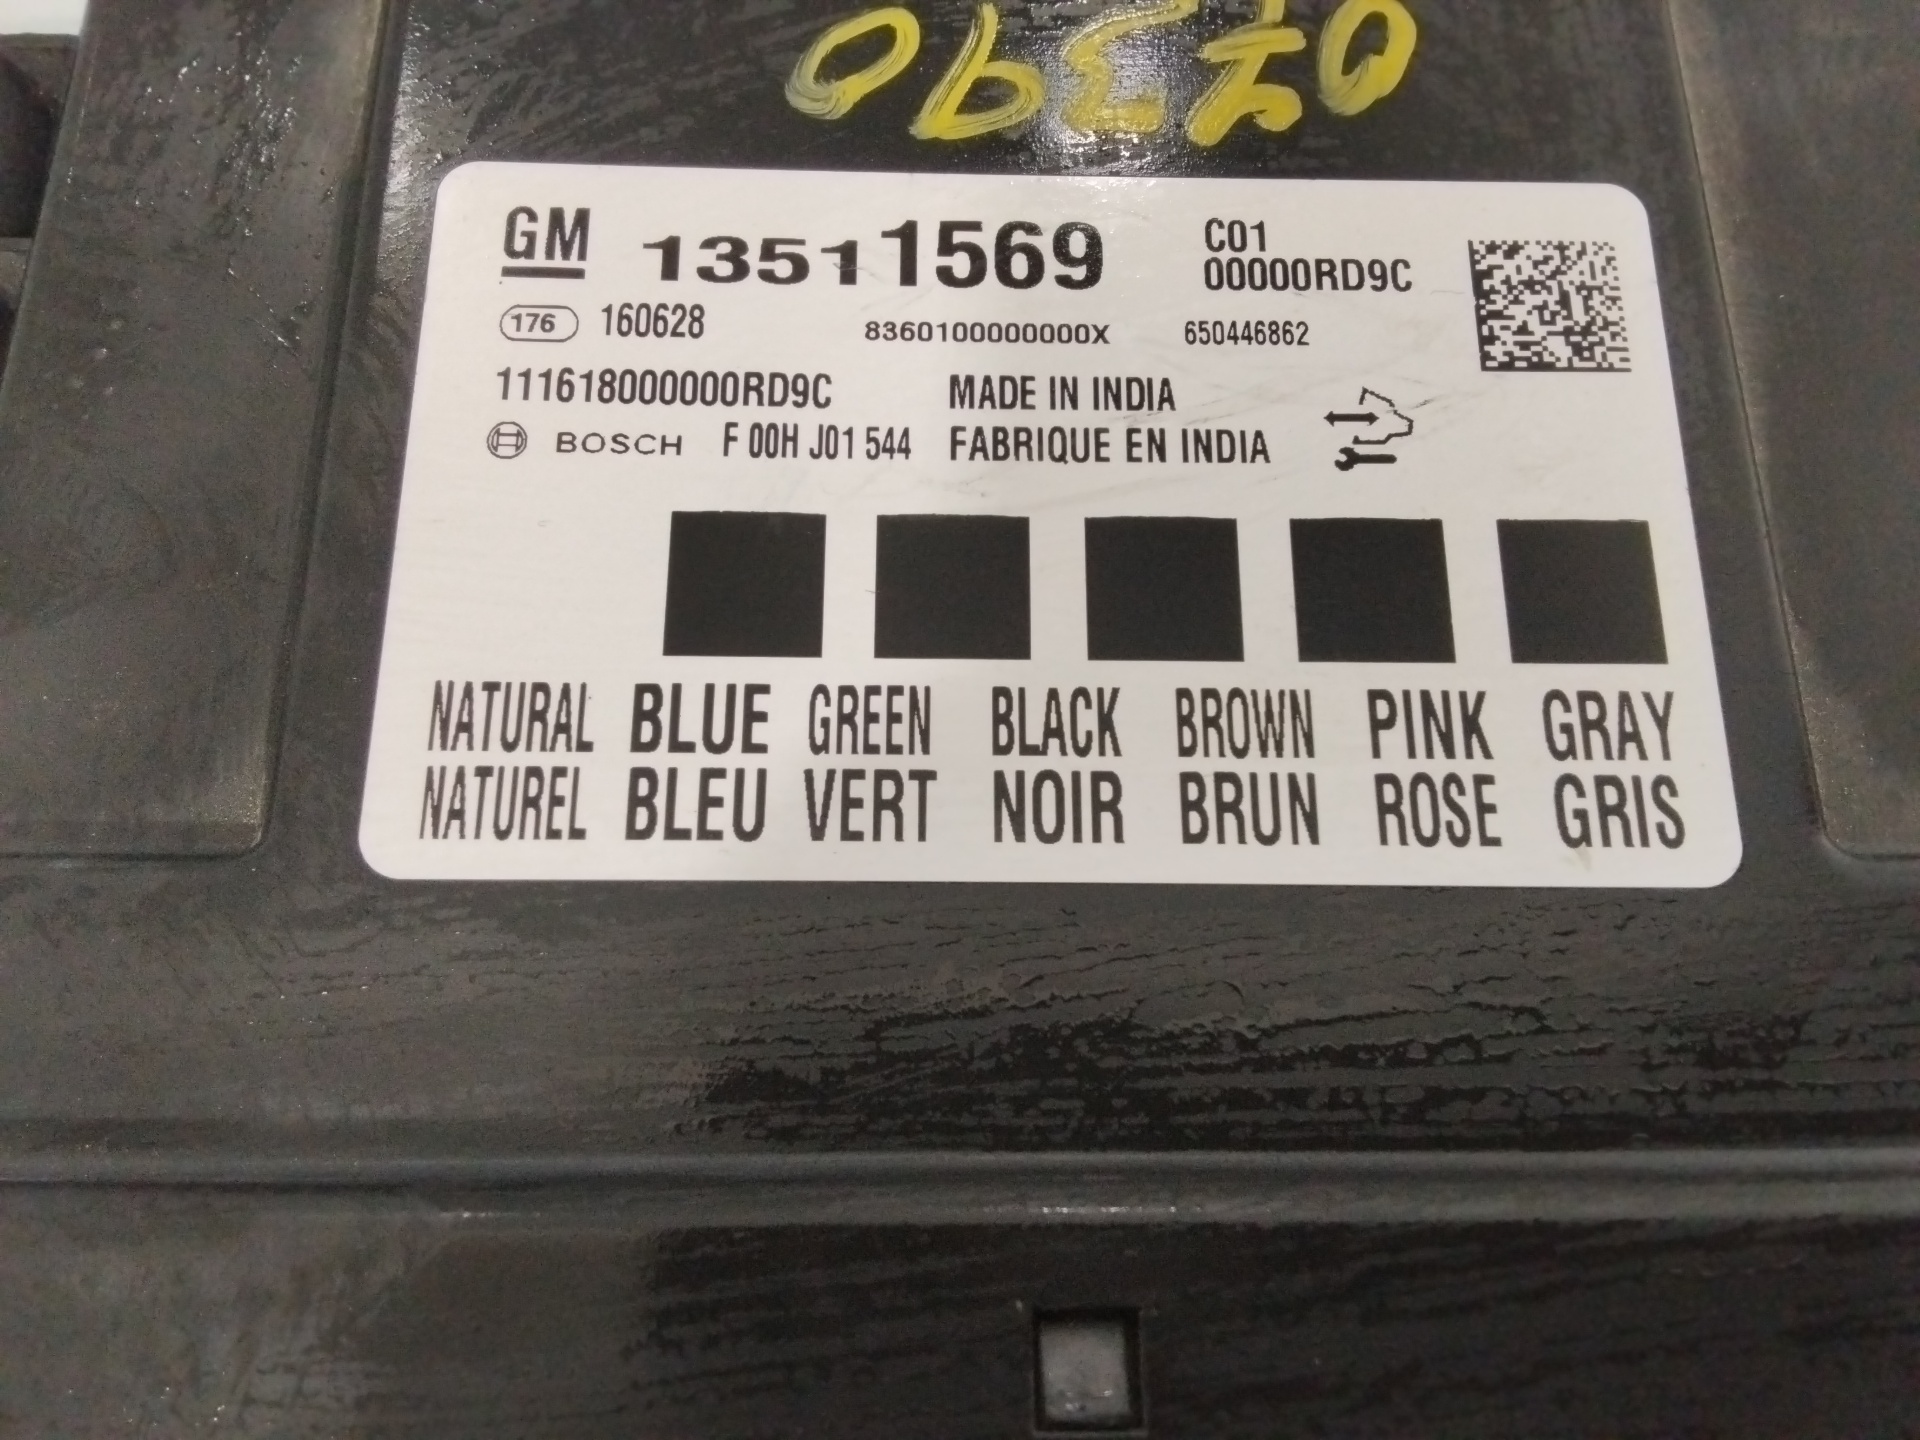 07390
GM 13511569 C01
00000RD9C
176 160628 8360100000000X 650446862
111618000000RD9C MADE IN INDIA
BOSCH F 00H J01 544 FABRIQUE EN INDIA
NATURAL BLUE GREEN BLACK BROWN PINK GRAY
NATUREL BLEU VERT NOIR BRUN ROSE GRIS